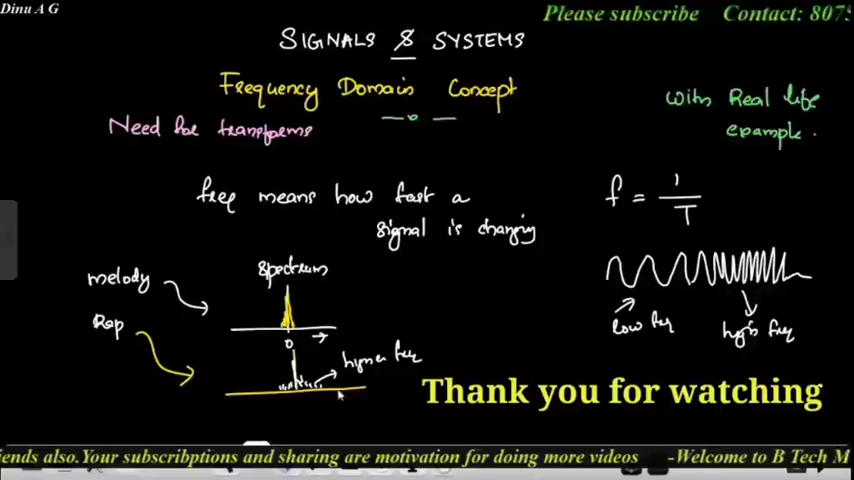 Dinu A G
Please subscribe Contact: 8075
SIGNALS & SYSTEMS
Frequency Domain Concept
With Real life
example.
Need for transforms
freq means how fast a
signal is changing
f = 1
T
spectrum
melody
Rap
0
higher freq
low freq
high freq
Thank you for watching
iends also.Your subscribptions and sharing are motivation for doing more videos -Welcome to B Tech M